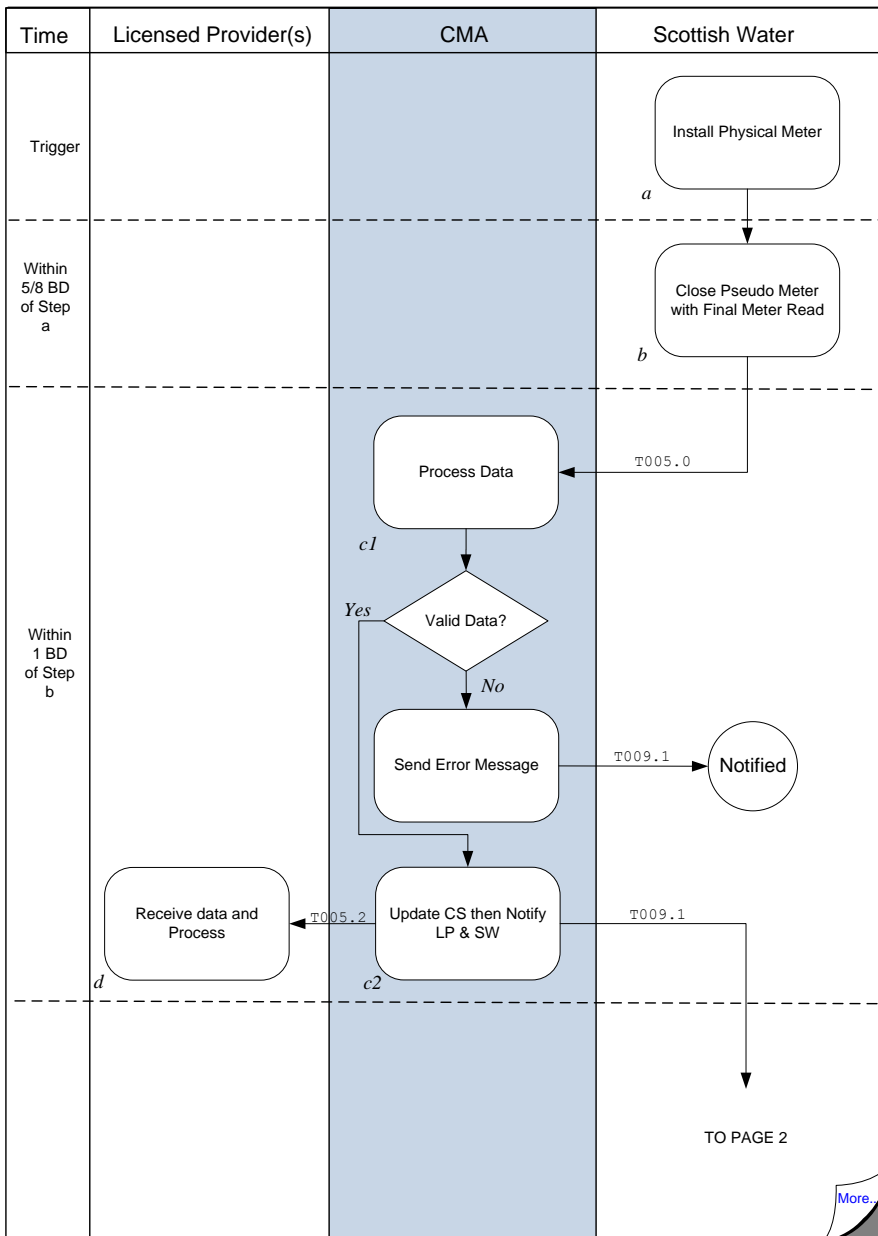 Time
Licensed Provider(s)
CMA
Scottish Water
Trigger
Install Physical Meter
a
Within
5/8 BD
of Step
a
Close Pseudo Meter
with Final Meter Read
b
T005.0
Process Data
c1
Yes
Valid Data?
Within
1 BD
of Step
b
No
Send Error Message
T009.1
Notified
Receive data and
Process
T005.2
Update CS then Notify
LP & SW
T009.1
d
c2
TO PAGE 2
More..